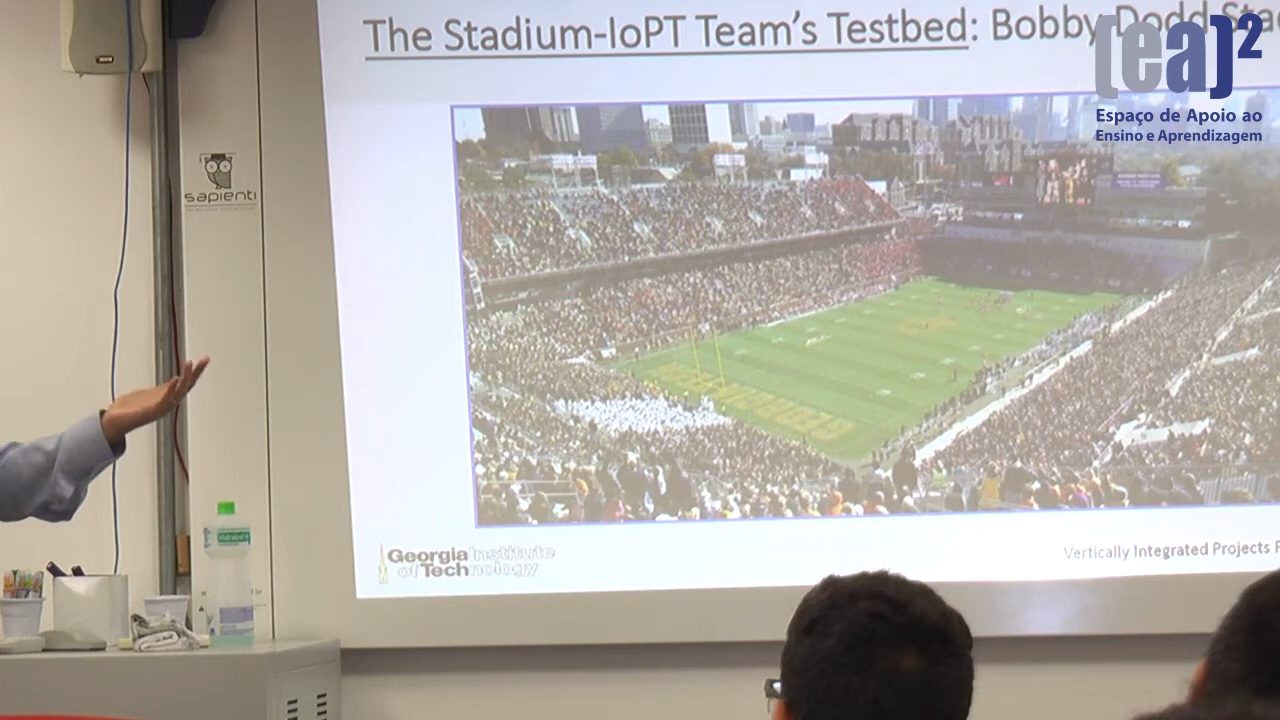 The Stadium-IoPT Team's Testbed: Bobby Dodd Sta
(ea)²
Espaço de Apoio ao
Ensino e Aprendizagem
sapienti
Georgia Institute
of Technology
Vertically Integrated Projects P